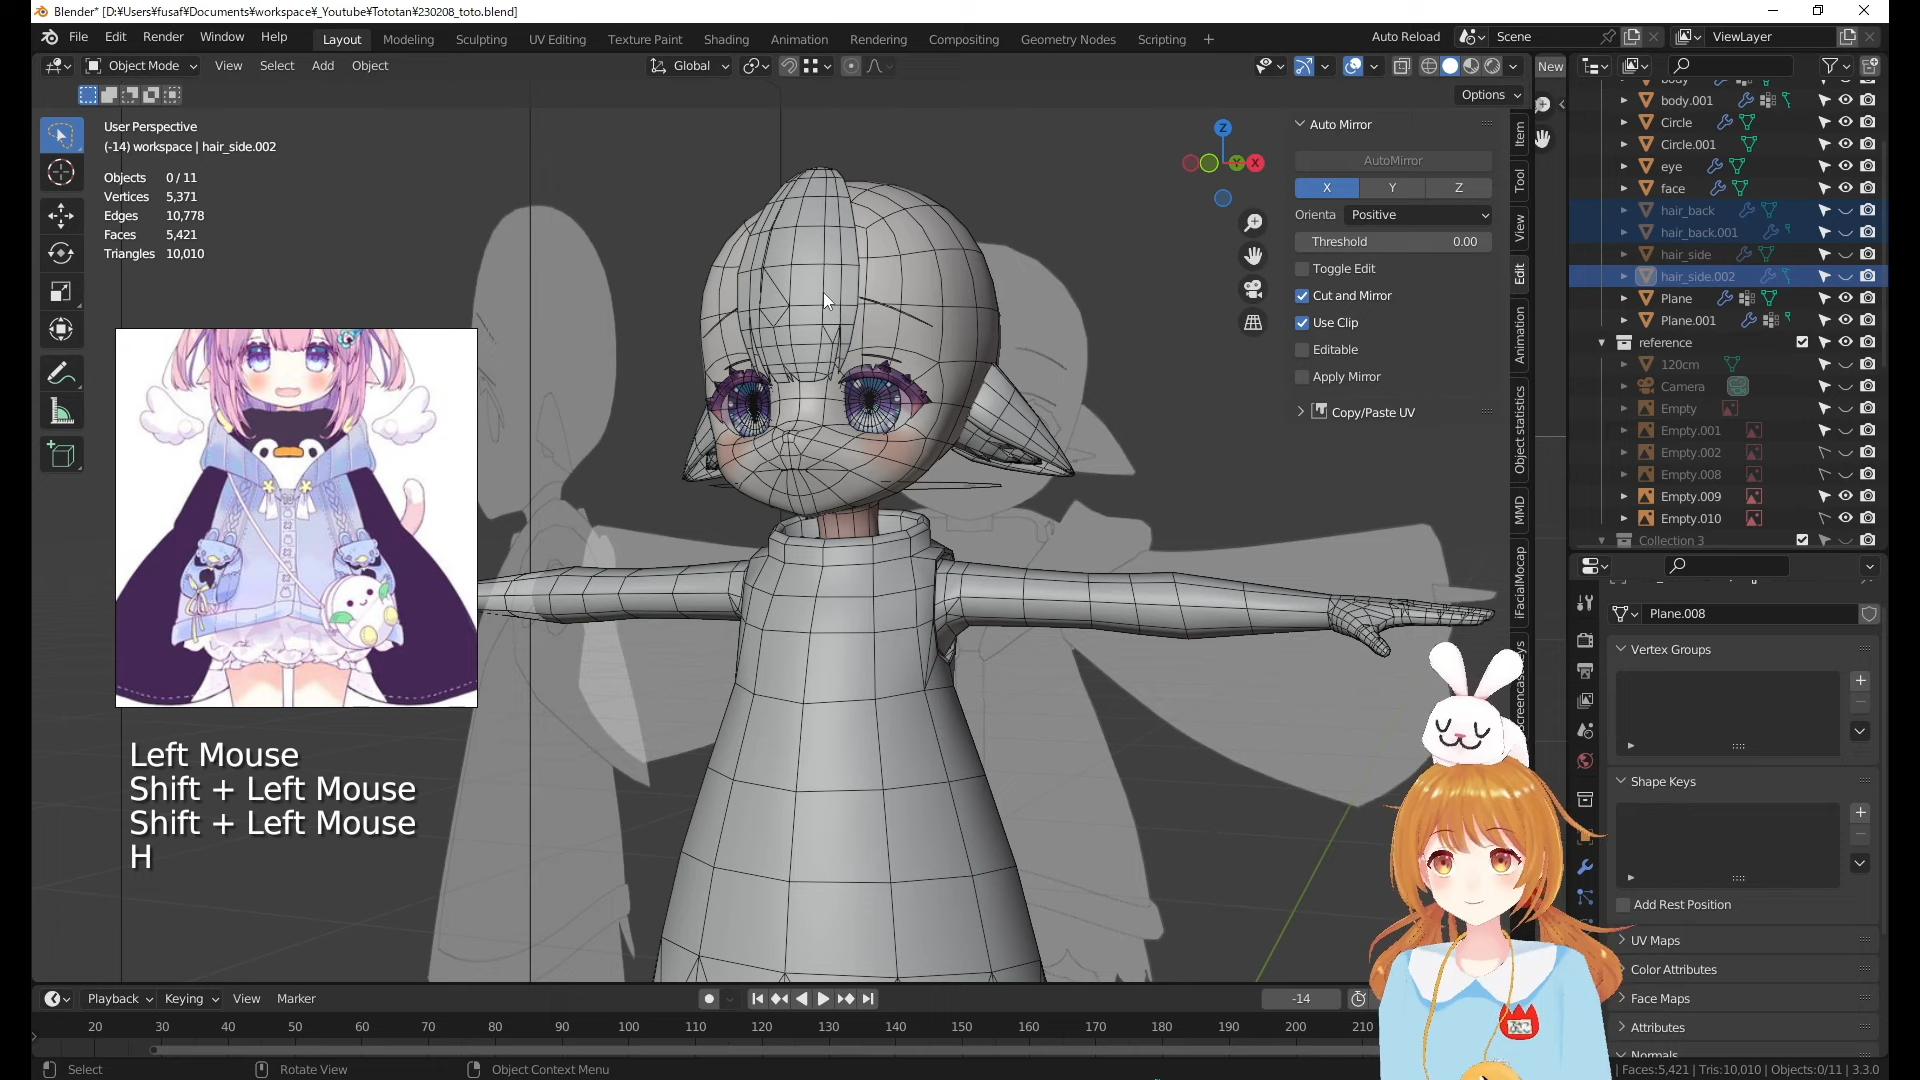 Blender* [D:¥Users¥fusaf¥Documents¥workspace¥_Youtube¥Tototan¥230208_toto.blend]
File Edit Render Window Help Layout Modeling Sculpting UV Editing Texture Paint Shading Animation Rendering Compositing Geometry Nodes Scripting + Auto Reload Scene ViewLayer
Object Mode View Select Add Object Global New
Options
User Perspective
(-14) workspace | hair_side.002
Objects 0 / 11
Vertices 5,371
Edges 10,778
Faces 5,421
Triangles 10,010
Z
X
Auto Mirror
AutoMirror
X Y Z
Orienta Positive
Threshold 0.00
Toggle Edit
Cut and Mirror
Use Clip
Editable
Apply Mirror
Copy/Paste UV
Item
Tool
View
Edit
Animation
Object statistics
MMD
iFacialMocap
body
body.001
Circle
Circle.001
eye
face
hair_back
hair_back.001
hair_side
hair_side.002
Plane
Plane.001
reference
120cm
Camera
Empty
Empty.001
Empty.002
Empty.008
Empty.009
Empty.010
Collection 3
Plane.008
Vertex Groups
Shape Keys
Add Rest Position
UV Maps
Color Attributes
Face Maps
Attributes
Normals
Left Mouse
Shift + Left Mouse
Shift + Left Mouse
H
Playback Keying View Marker -14
20 30 40 50 60 70 80 90 100 110 120 130 140 150 160 170 180 190 200 210
Select Rotate View Object Context Menu | Faces:5,421 | Tris:10,010 | Objects:0/11 | 3.3.0